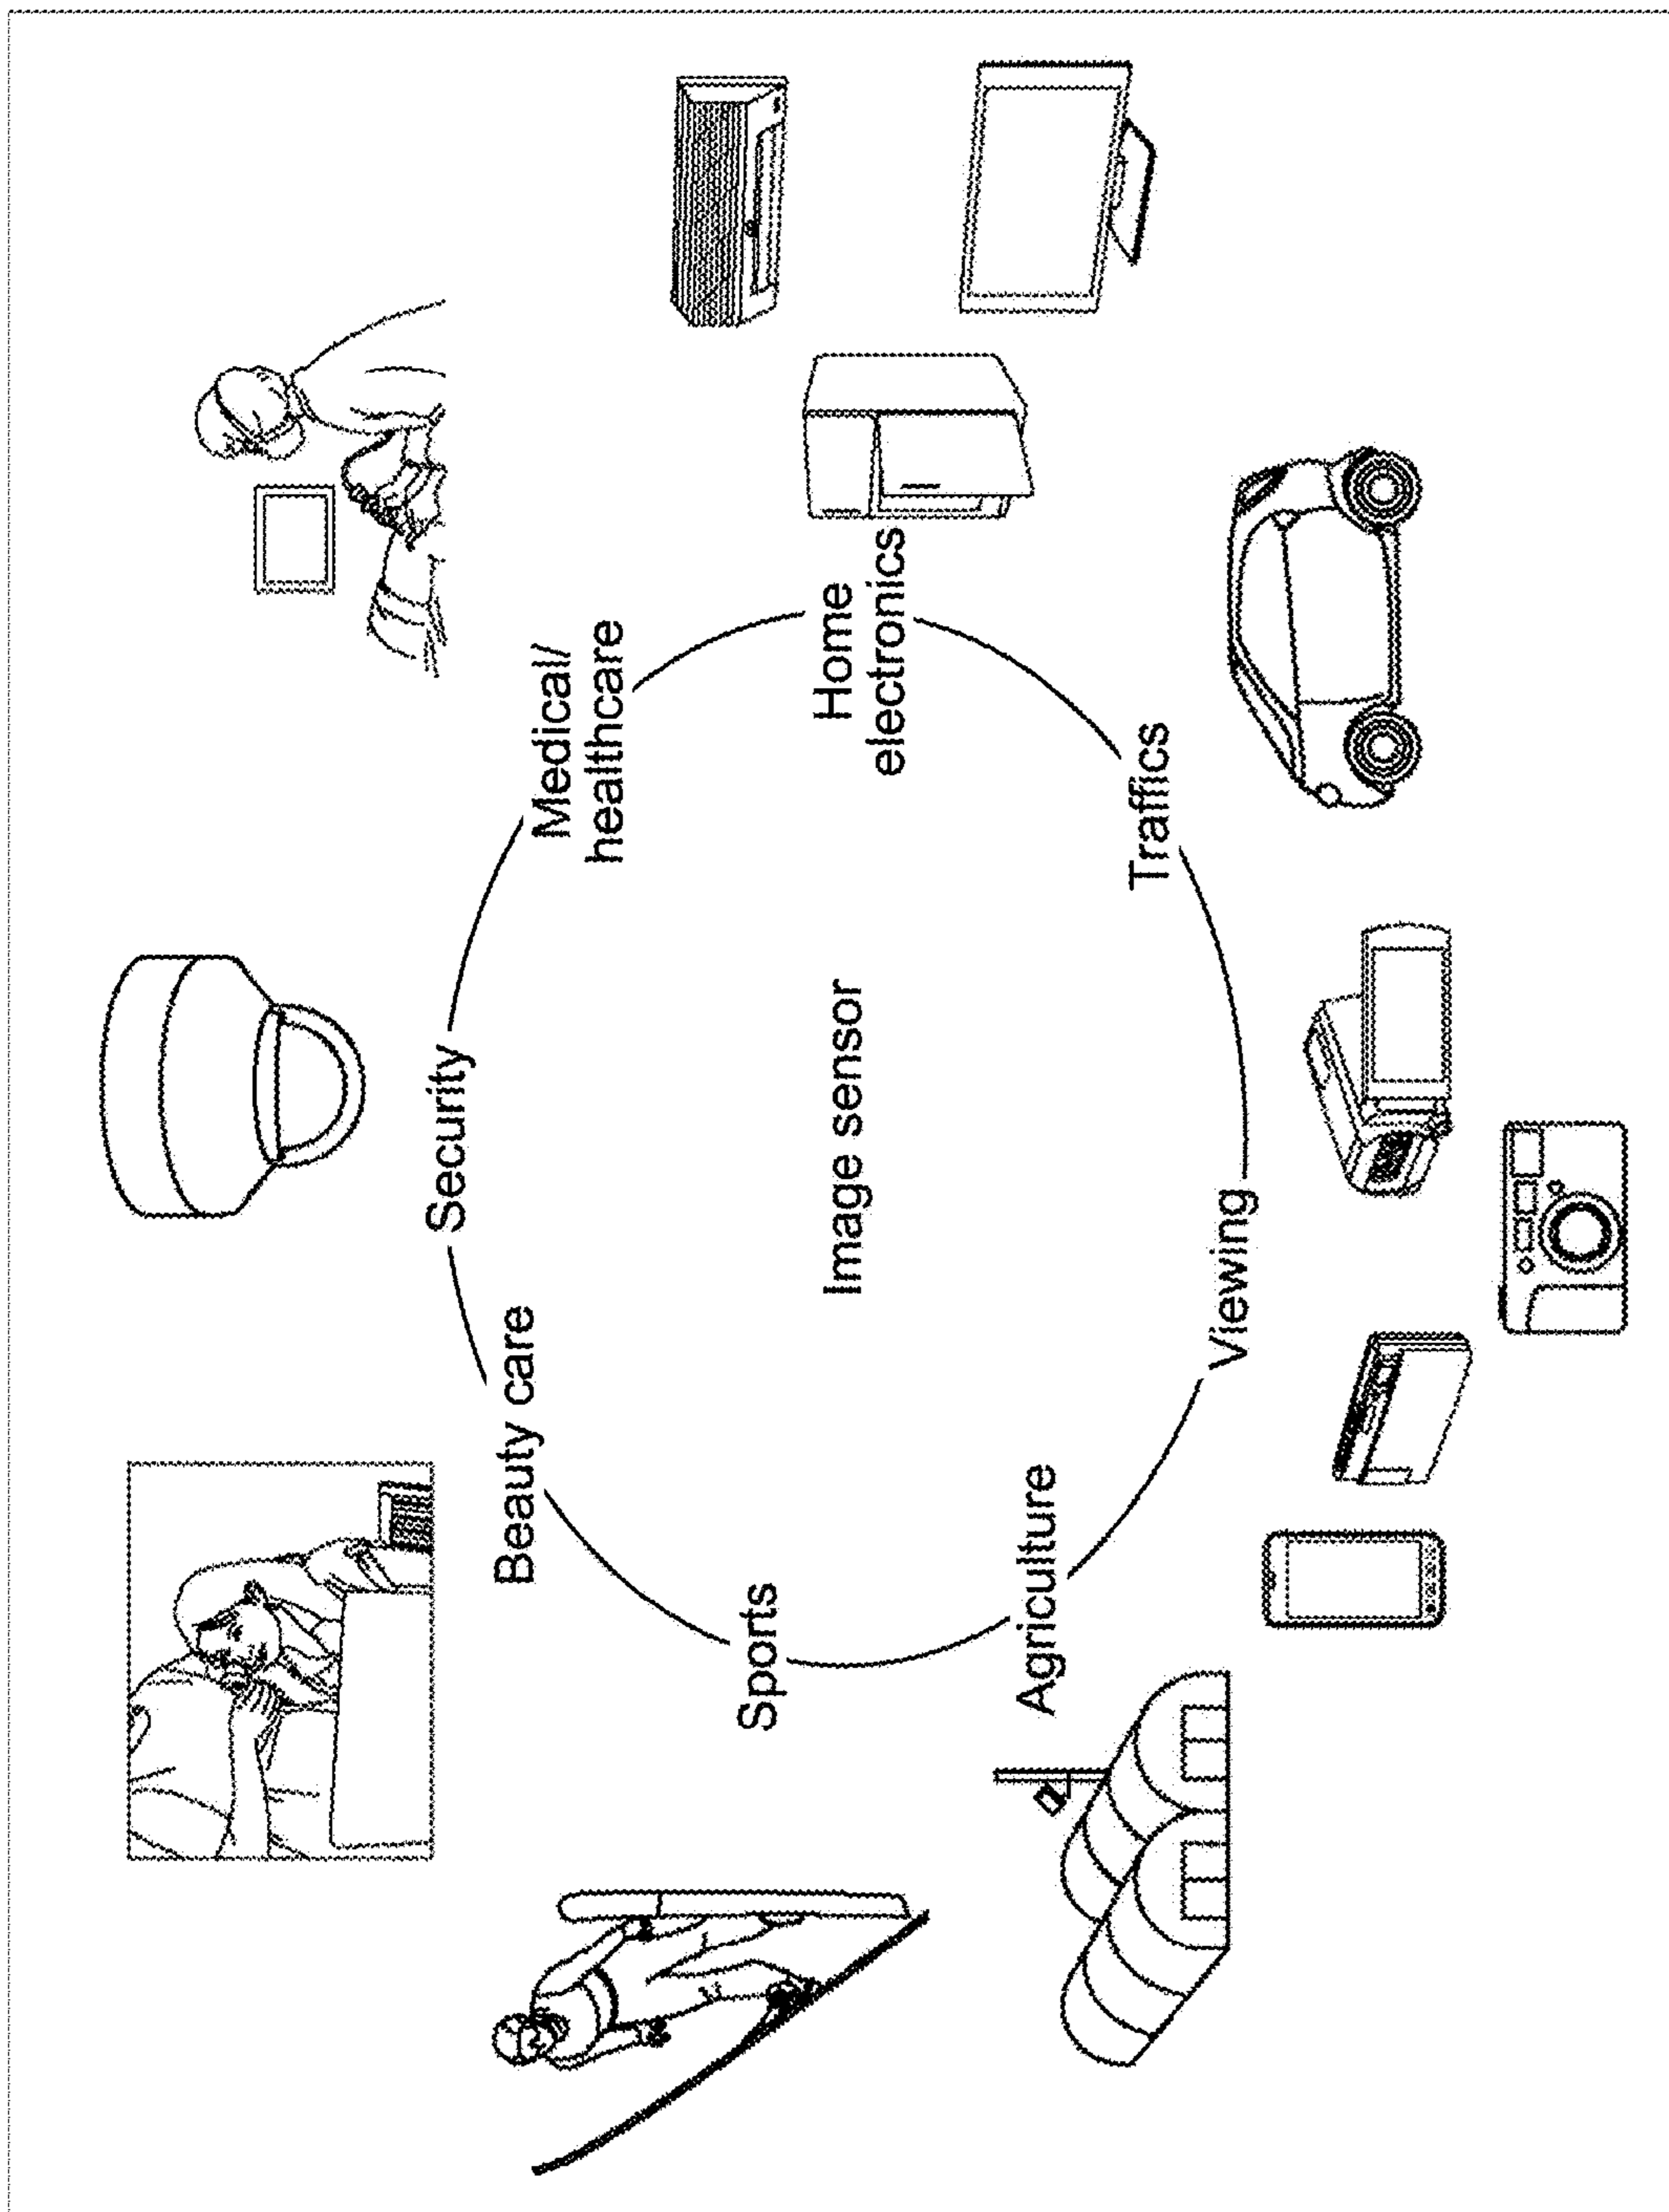 Security
Beauty care
Medical/
healthcare
Sports
Image sensor
Home
electronics
Agriculture
Traffics
Viewing